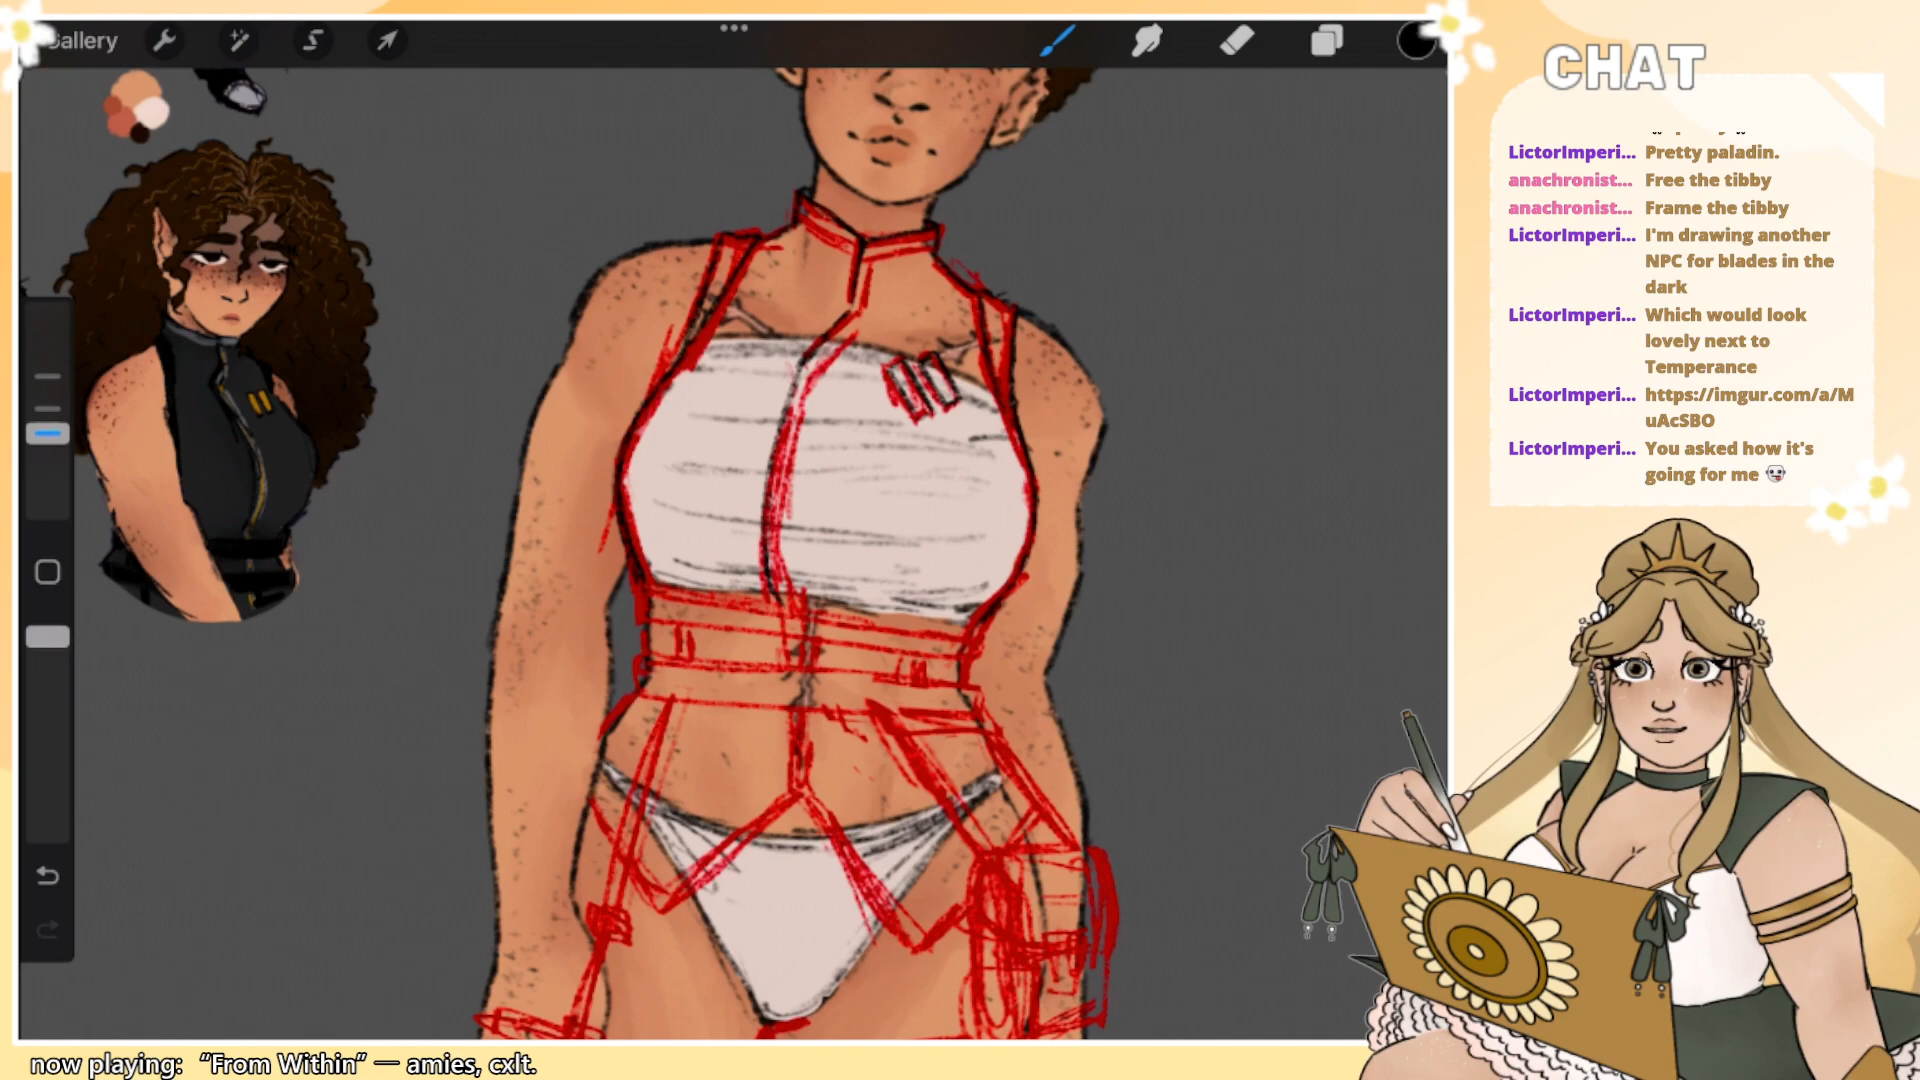 Gallery
CHAT
LictorImperi... Pretty paladin.
anachronist... Free the tibby
anachronist... Frame the tibby
LictorImperi... I'm drawing another
NPC for blades in the
dark
LictorImperi... Which would look
lovely next to
Temperance
LictorImperi... https://imgur.com/a/M
uAcSBO
LictorImperi... You asked how it's
going for me
now playing: “From Within” — amies, cxlt.